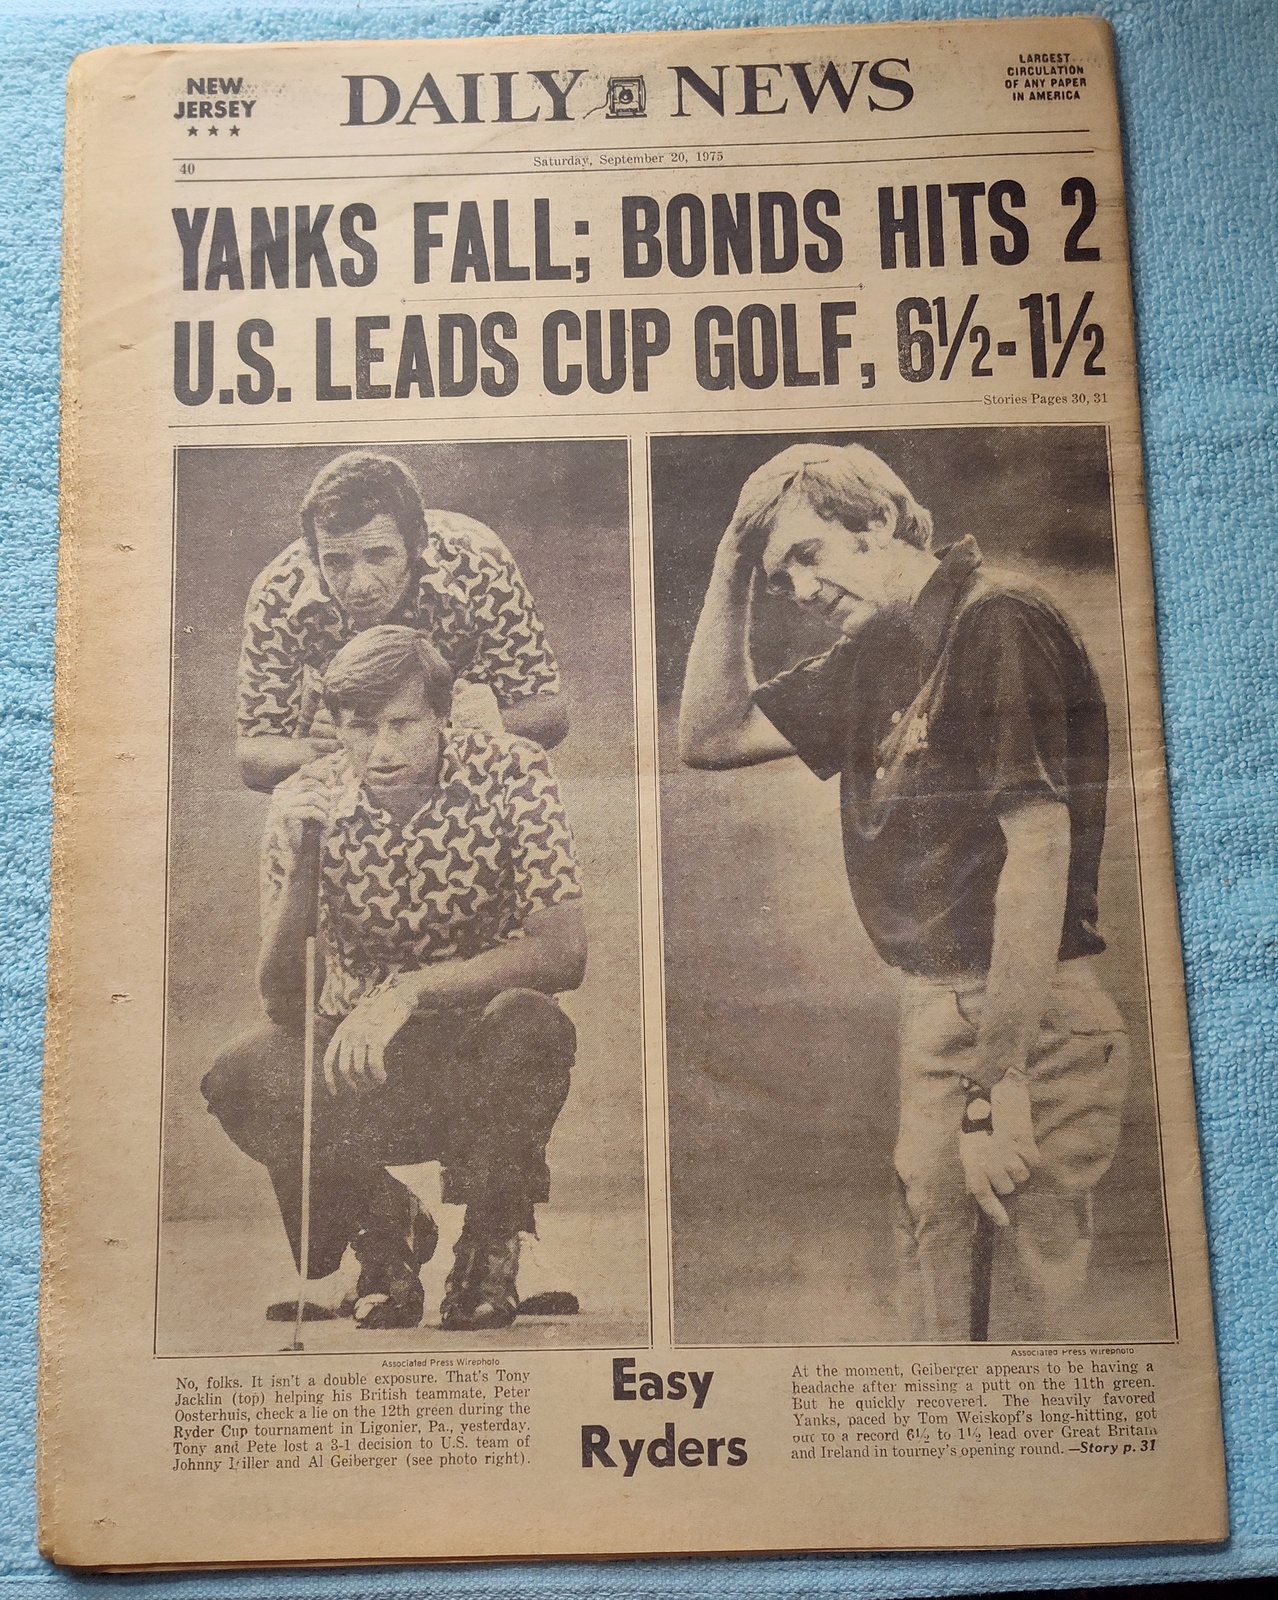 NEW
JERSEY
★ ★ ★
DAILY NEWS
LARGEST
CIRCULATION
OF ANY PAPER
IN AMERICA
40
Saturday, September 20, 1975
YANKS FALL; BONDS HITS 2
U.S. LEADS CUP GOLF, 6½-1½
—Stories Pages 30, 31
Associated Press Wirephoto
No, folks. It isn't a double exposure. That's Tony
Jacklin (top) helping his British teammate, Peter
Oosterhuis, check a lie on the 12th green during the
Ryder Cup tournament in Ligonier, Pa., yesterday.
Tony and Pete lost a 3-1 decision to U.S. team of
Johnny Miller and Al Geiberger (see photo right).
Easy
Ryders
Associated Press Wirephoto
At the moment, Geiberger appears to be having a
headache after missing a putt on the 11th green.
But he quickly recovered. The heavily favored
Yanks, paced by Tom Weiskopf's long-hitting, got
out to a record 6½ to 1½ lead over Great Britain
and Ireland in tourney's opening round. —Story p. 31